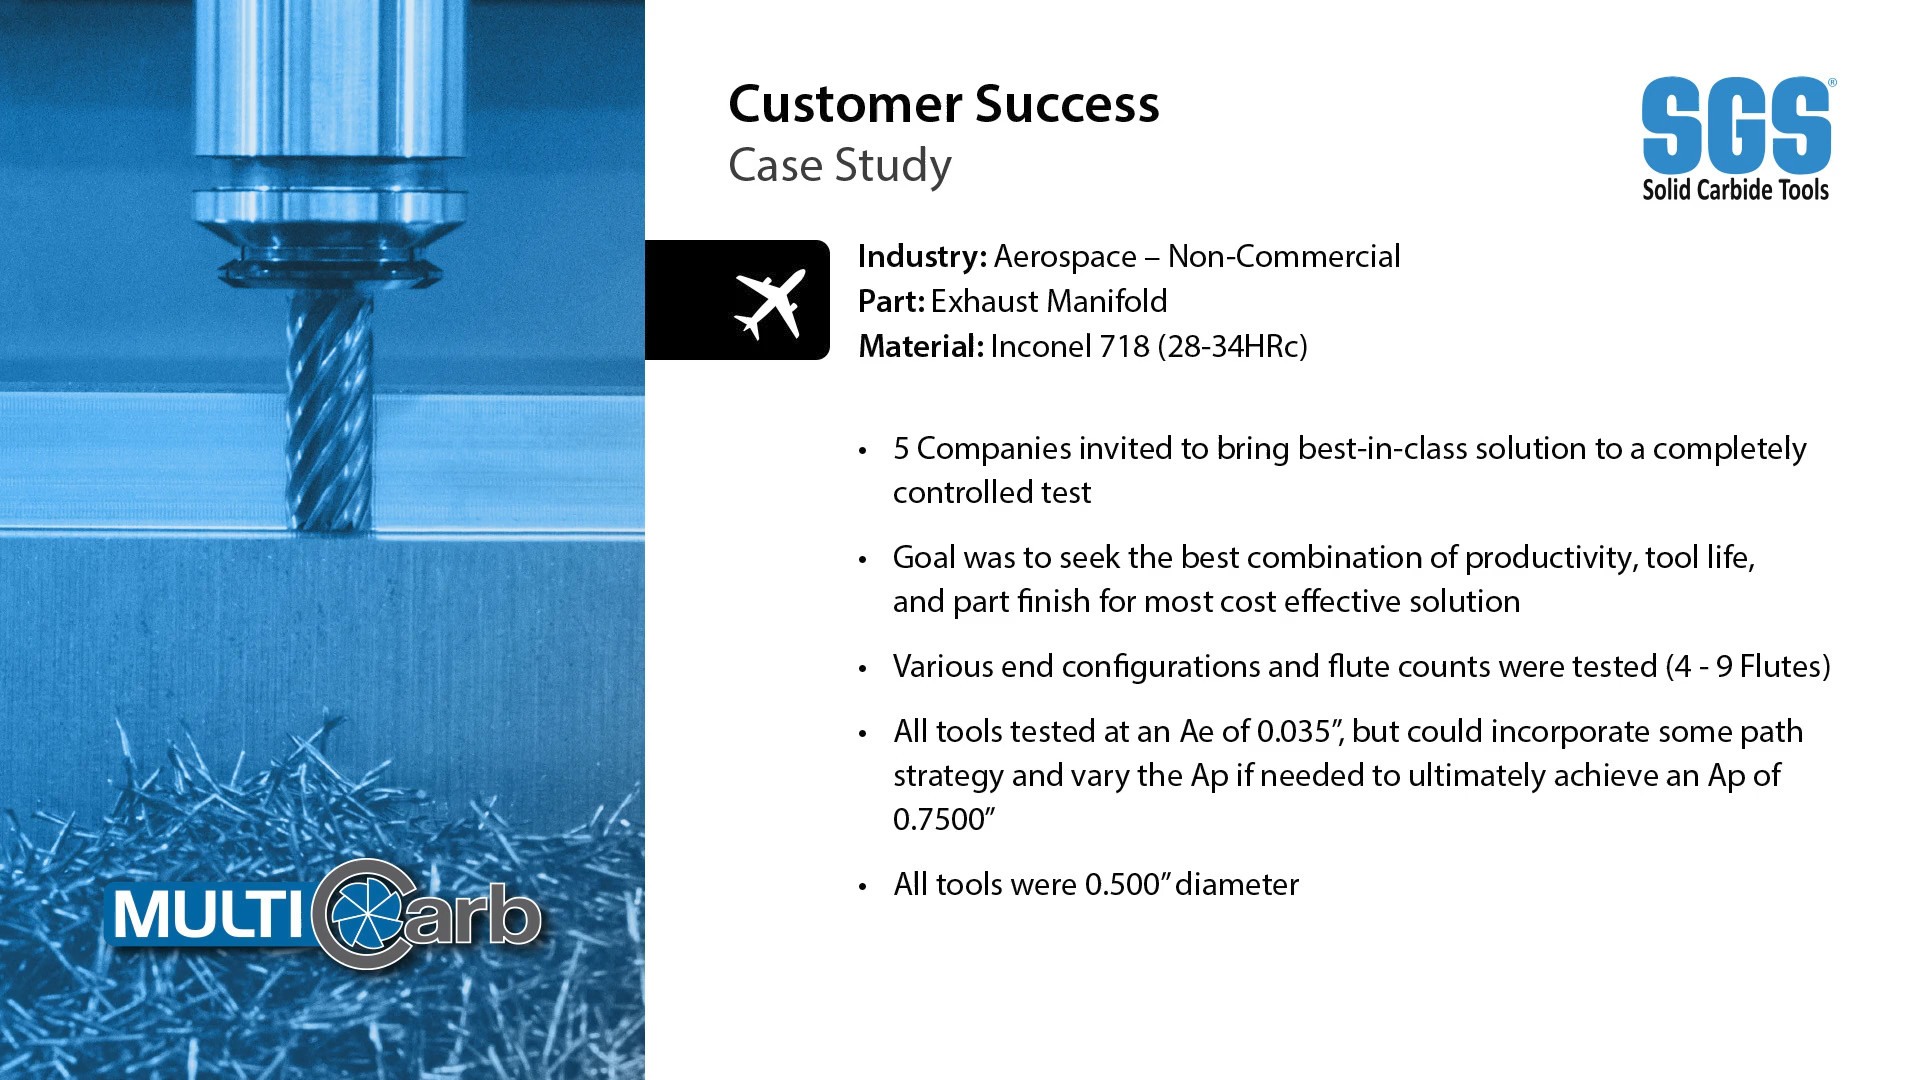 Customer Success
Case Study
SGS®
Solid Carbide Tools
Industry: Aerospace – Non-Commercial
Part: Exhaust Manifold
Material: Inconel 718 (28-34HRc)
• 5 Companies invited to bring best-in-class solution to a completely
controlled test
• Goal was to seek the best combination of productivity, tool life,
and part finish for most cost effective solution
• Various end configurations and flute counts were tested (4 - 9 Flutes)
• All tools tested at an Ae of 0.035”, but could incorporate some path
strategy and vary the Ap if needed to ultimately achieve an Ap of
0.7500”
• All tools were 0.500” diameter
MULTI Carb